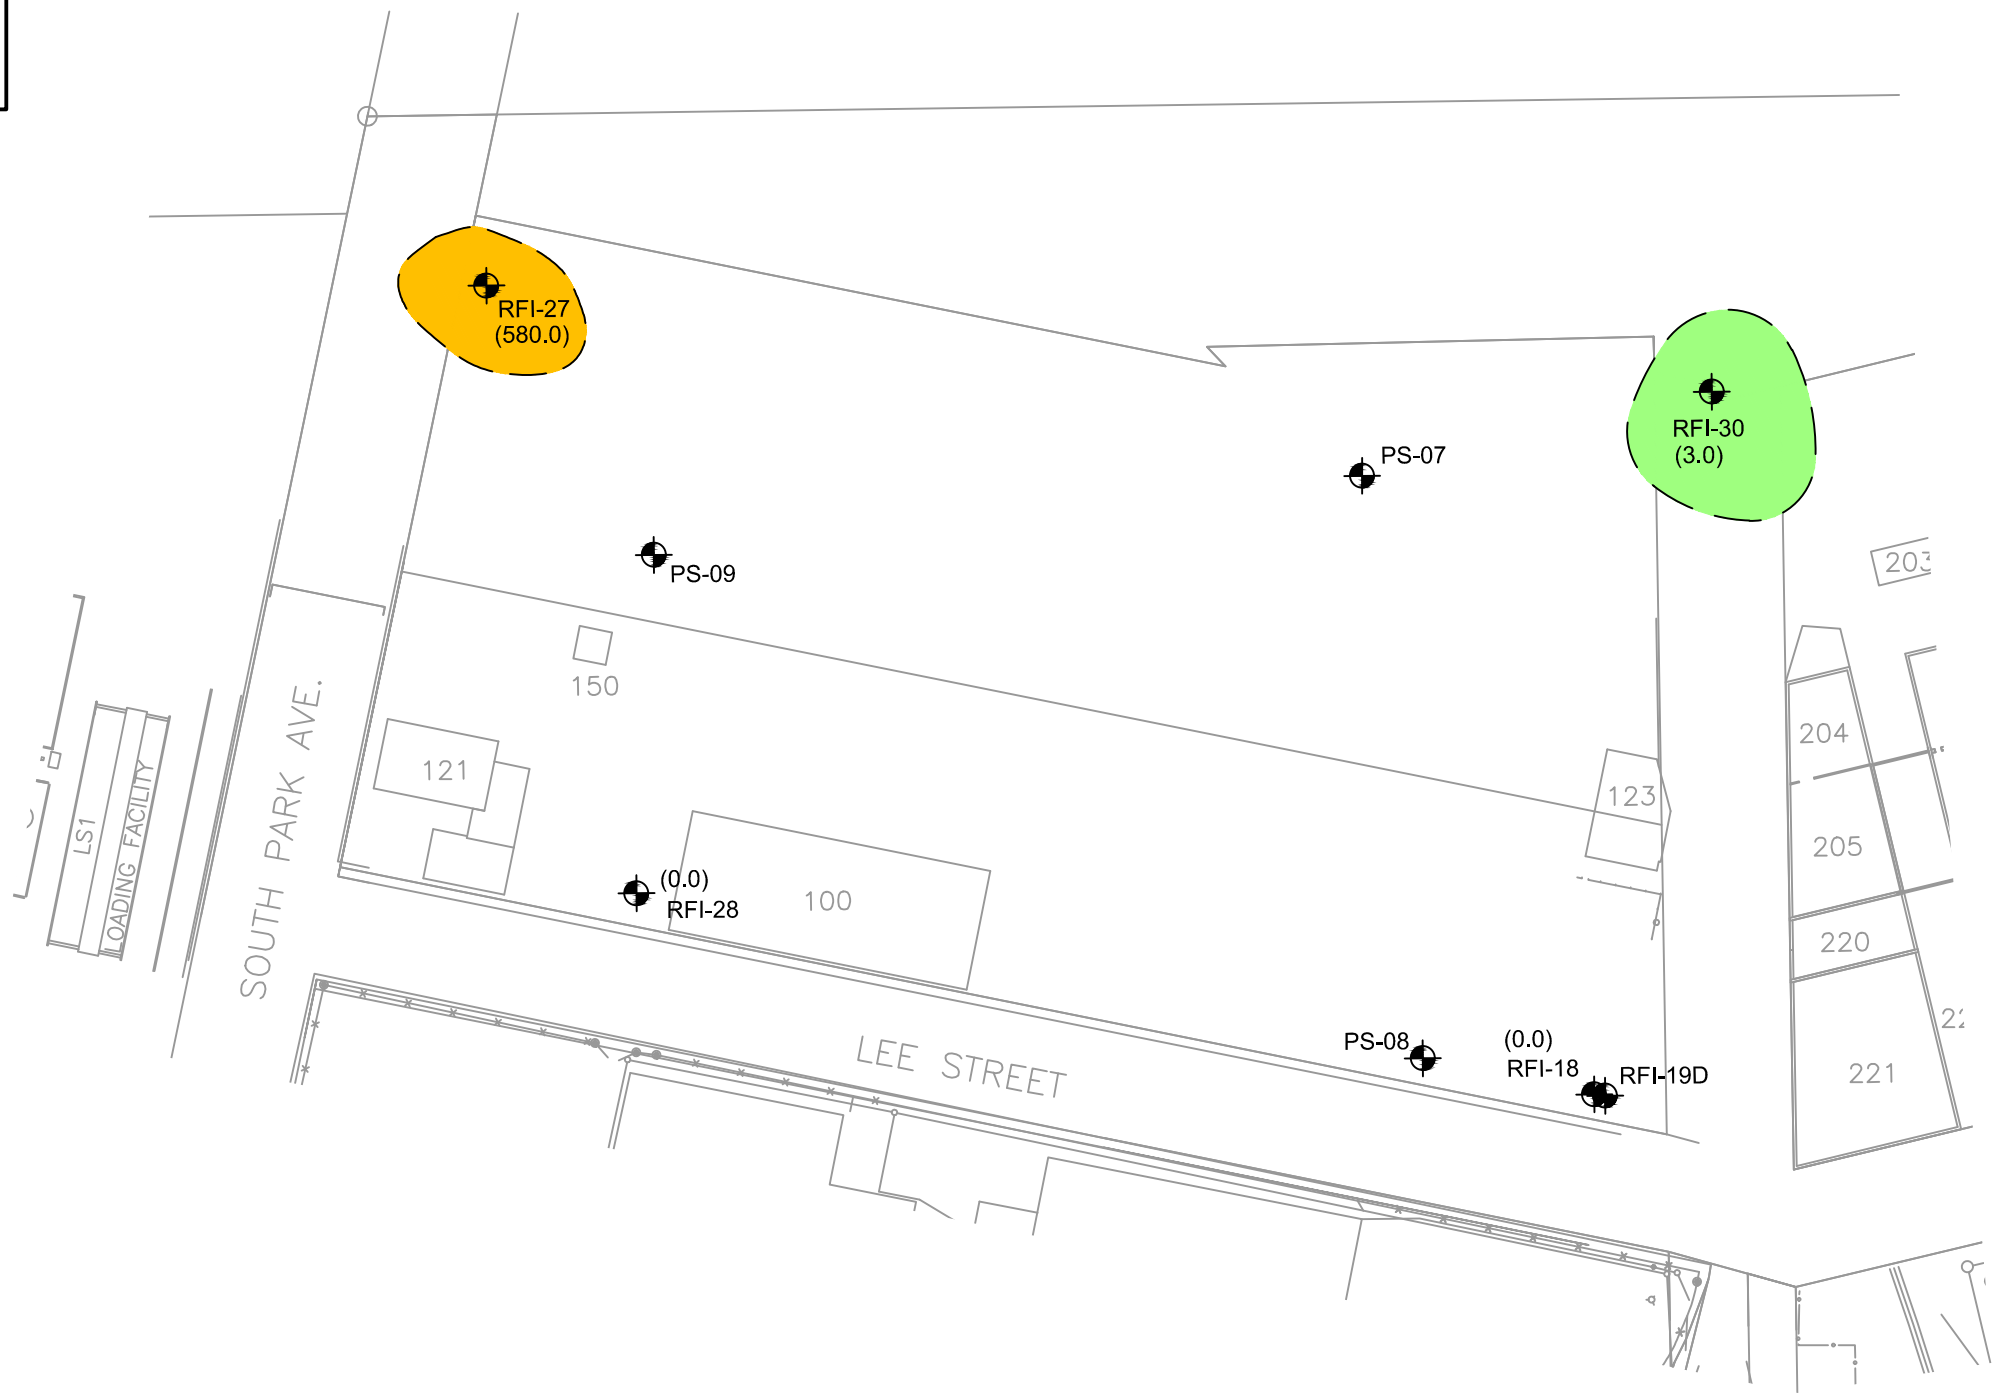 RFI-27
(580.0)
RFI-30
(3.0)
PS-07
PS-09
150
121
SOUTH PARK AVE.
LS1
LOADING FACILITY
(0.0)
RFI-28
100
123
204
205
220
221
LEE STREET
PS-08
(0.0)
RFI-18
RFI-19D